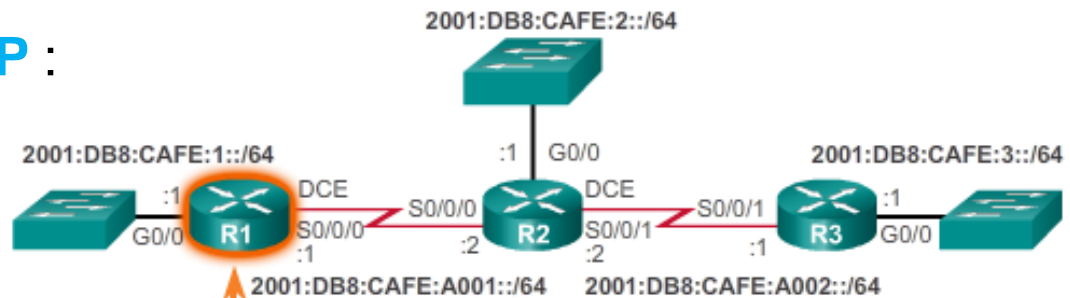 2001:DB8:CAFE:2::/64
P :
2001:DB8:CAFE:1::/64
:1 G0/0
2001:DB8:CAFE:3::/64
:1 DCE S0/0/0 DCE S0/0/1 :1
G0/0 R1 S0/0/0 :2 R2 S0/0/1 :1 R3 G0/0
:1 :2
2001:DB8:CAFE:A001::/64 2001:DB8:CAFE:A002::/64